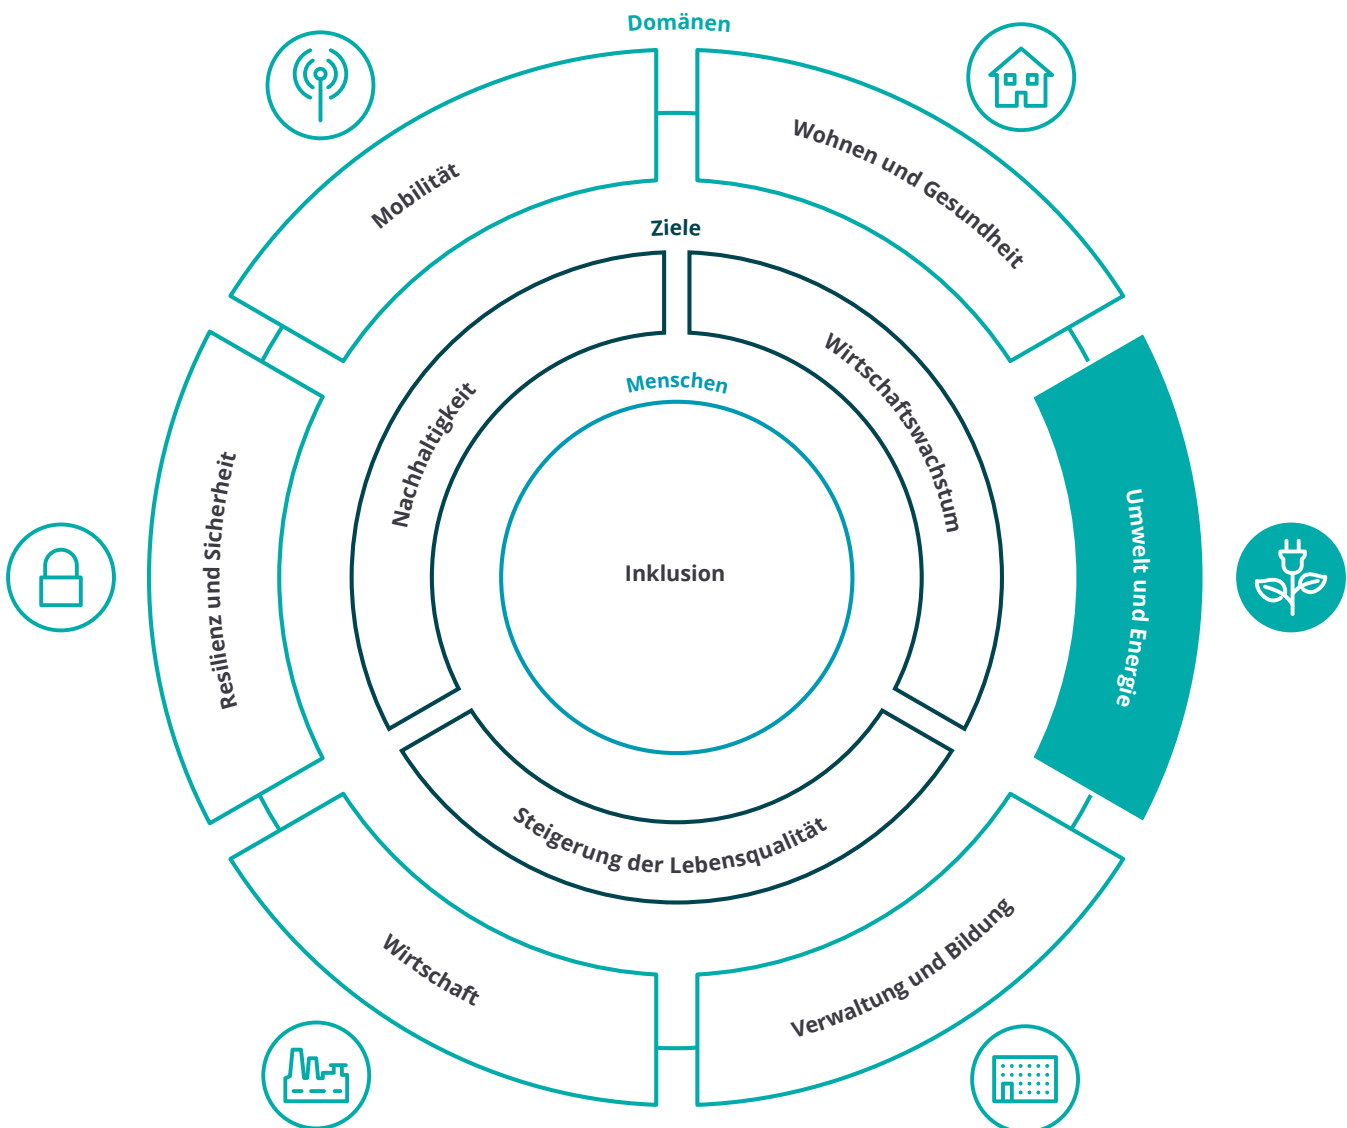 Domänen
Mobilität
Wohnen und Gesundheit
Ziele
Nachhaltigkeit
Wirtschaftswachstum
Menschen
Resilienz und Sicherheit
Inklusion
Umwelt und Energie
Steigerung der Lebensqualität
Wirtschaft
Verwaltung und Bildung